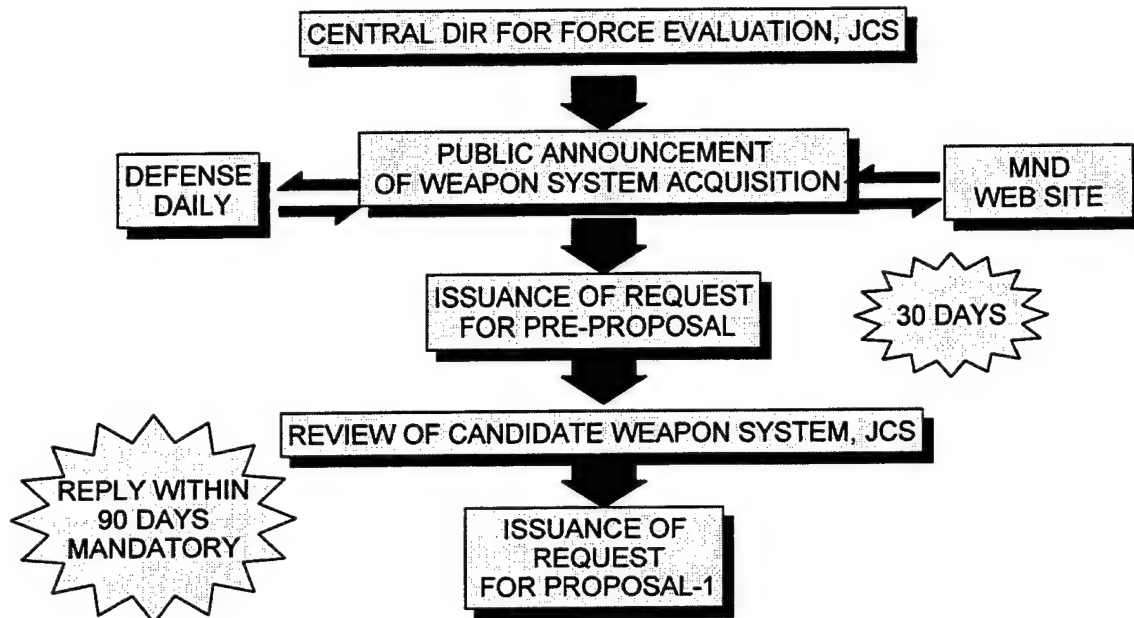 CENTRAL DIR FOR FORCE EVALUATION, JCS
PUBLIC ANNOUNCEMENT
OF WEAPON SYSTEM ACQUISITION
DEFENSE
DAILY
MND
WEB SITE
ISSUANCE OF REQUEST
FOR PRE-PROPOSAL
30 DAYS
REVIEW OF CANDIDATE WEAPON SYSTEM, JCS
REPLY WITHIN
90 DAYS
MANDATORY
ISSUANCE OF
REQUEST
FOR PROPOSAL-1